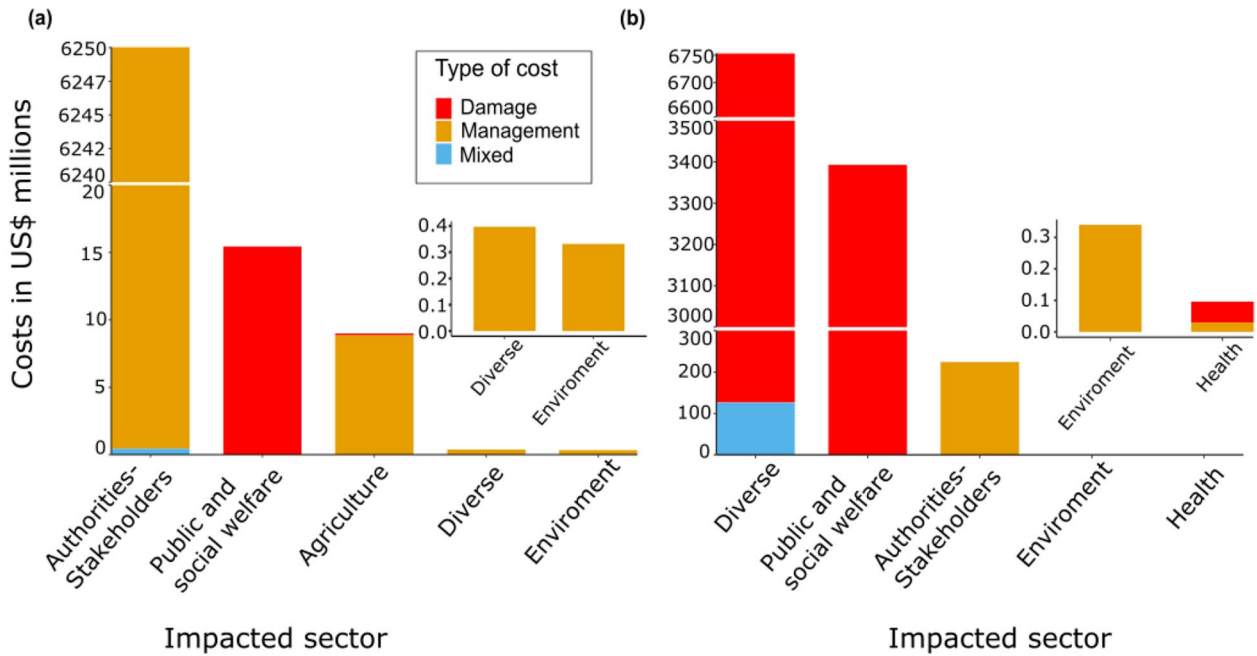 (a)
Costs in US$ millions
6250
6247
6245
6242
6240
20
15
10
5
0
Authorities-
Stakeholders
Public and
social welfare
Agriculture
Diverse
Enviroment
Impacted sector
Type of cost
Damage
Management
Mixed
0.4
0.3
0.2
0.1
0.0
Diverse
Enviroment
(b)
6750
6700
6600
3500
3400
3300
3200
3100
3000
300
200
100
0
Diverse
Public and
social welfare
Authorities-
Stakeholders
Enviroment
Health
Impacted sector
0.3
0.2
0.1
0.0
Enviroment
Health